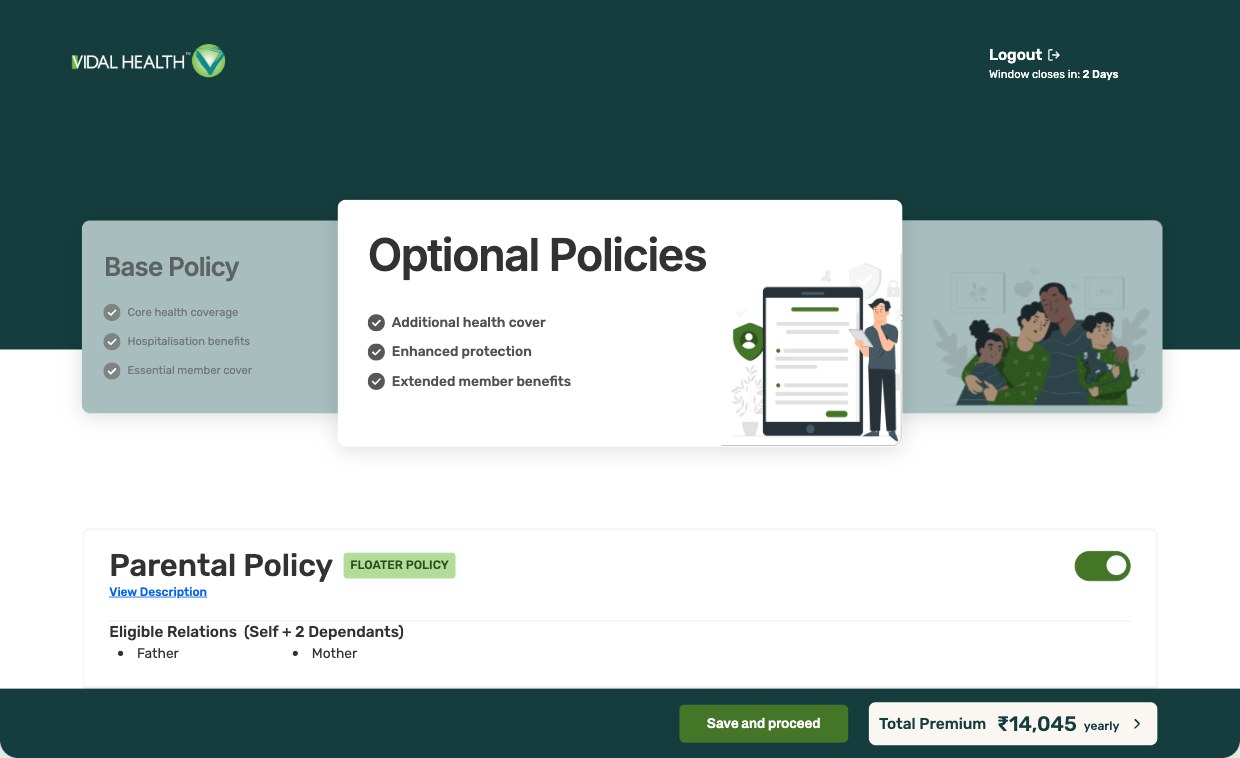 VIDAL HEALTH™
Logout
Window closes in: 2 Days
Base Policy
Core health coverage
Hospitalisation benefits
Essential member cover
Optional Policies
Additional health cover
Enhanced protection
Extended member benefits
Parental Policy FLOATER POLICY
View Description
Eligible Relations (Self + 2 Dependants)
• Father • Mother
Save and proceed
Total Premium ₹14,045 yearly